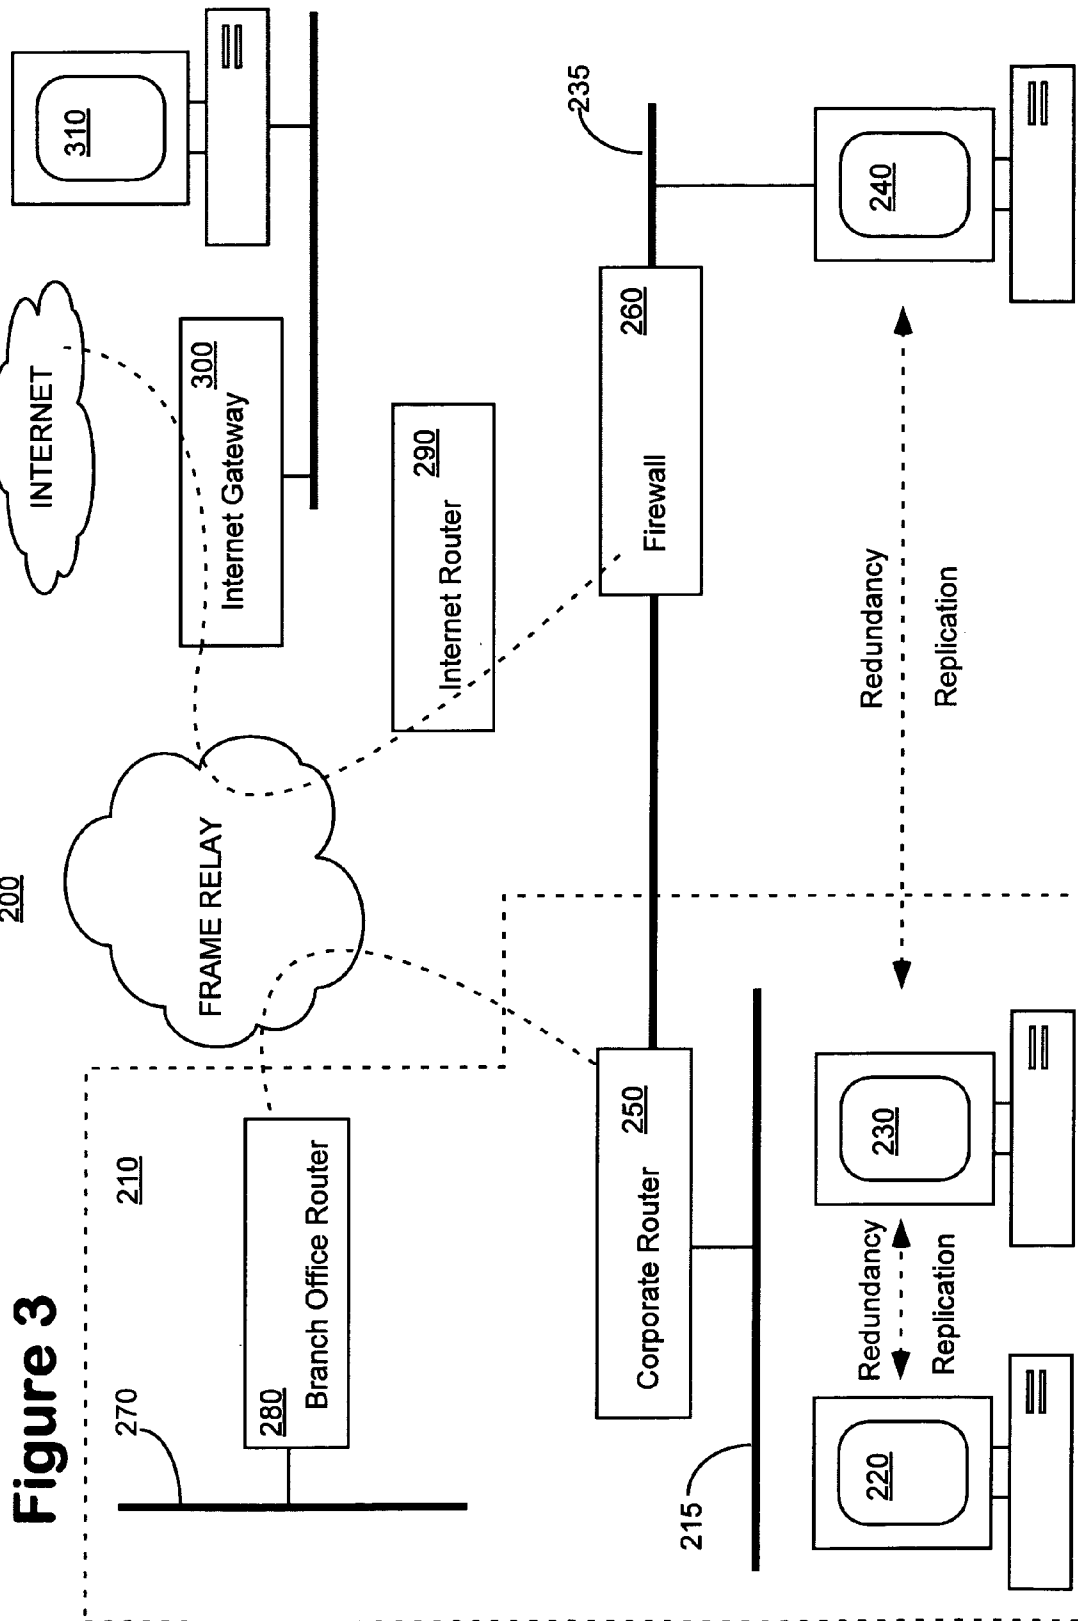 Figure 3
200
INTERNET
310
300
Internet Gateway
FRAME RELAY
270
210
280
Branch Office Router
290
Internet Router
235
260
Firewall
250
Corporate Router
215
Redundancy
Replication
Redundancy
Replication
220
230
240